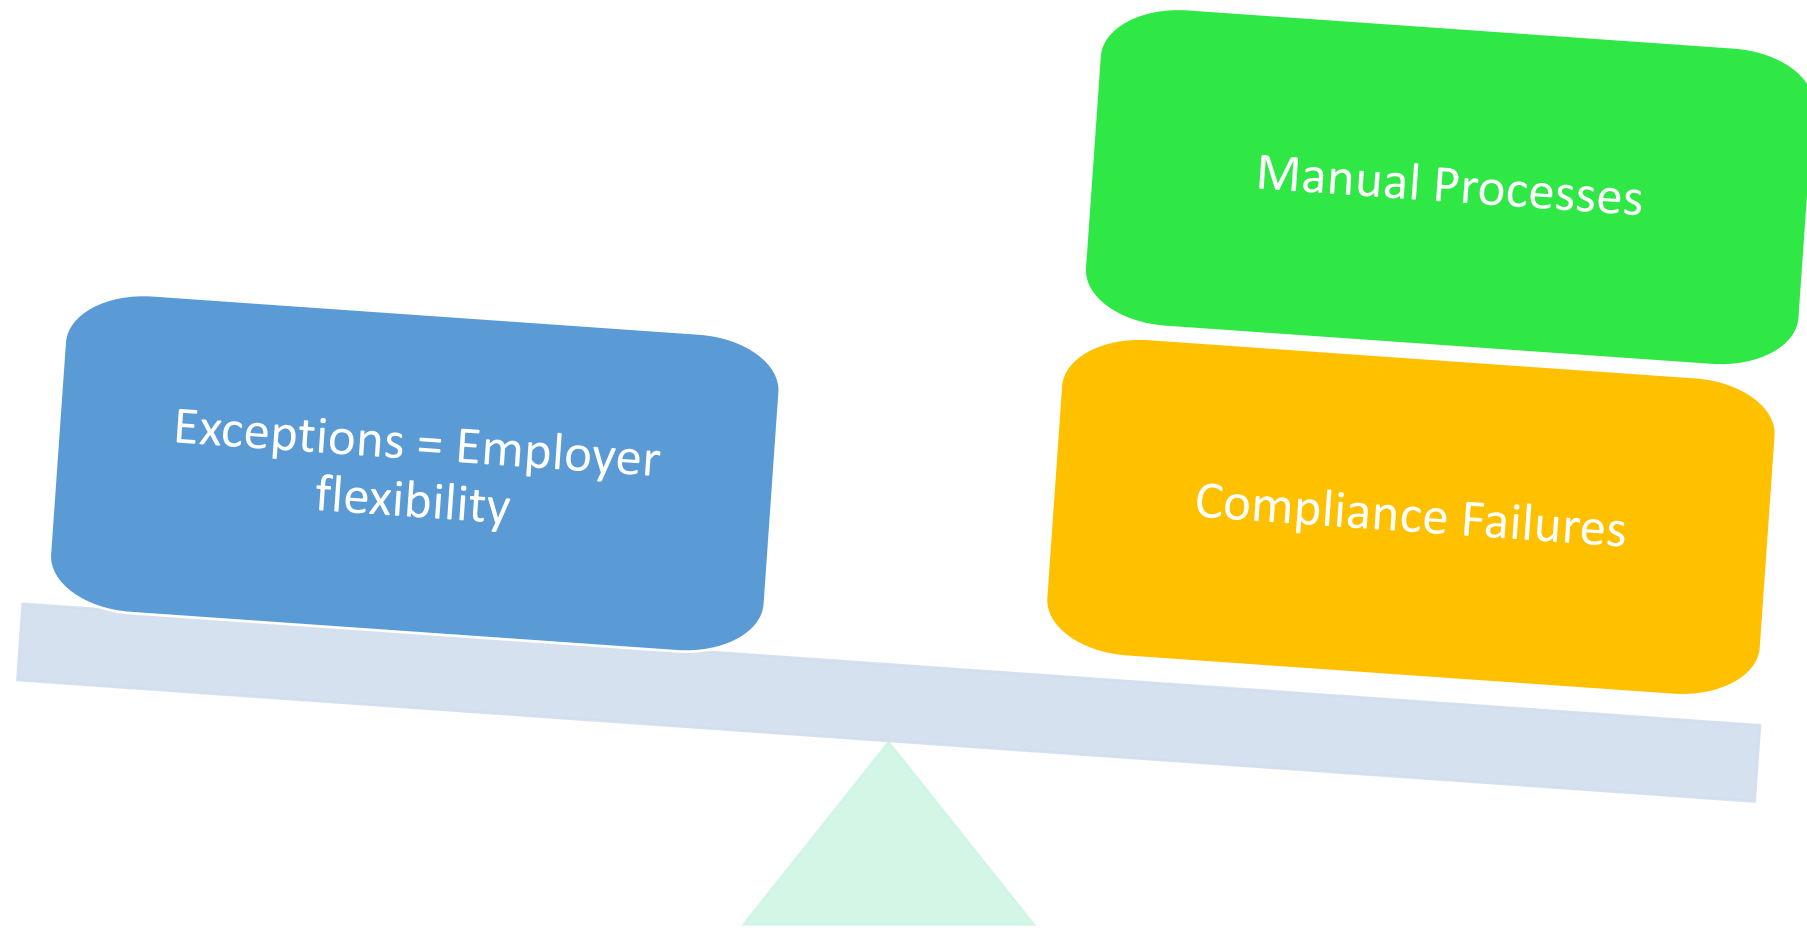 Manual Processes
Exceptions = Employer
flexibility
Compliance Failures